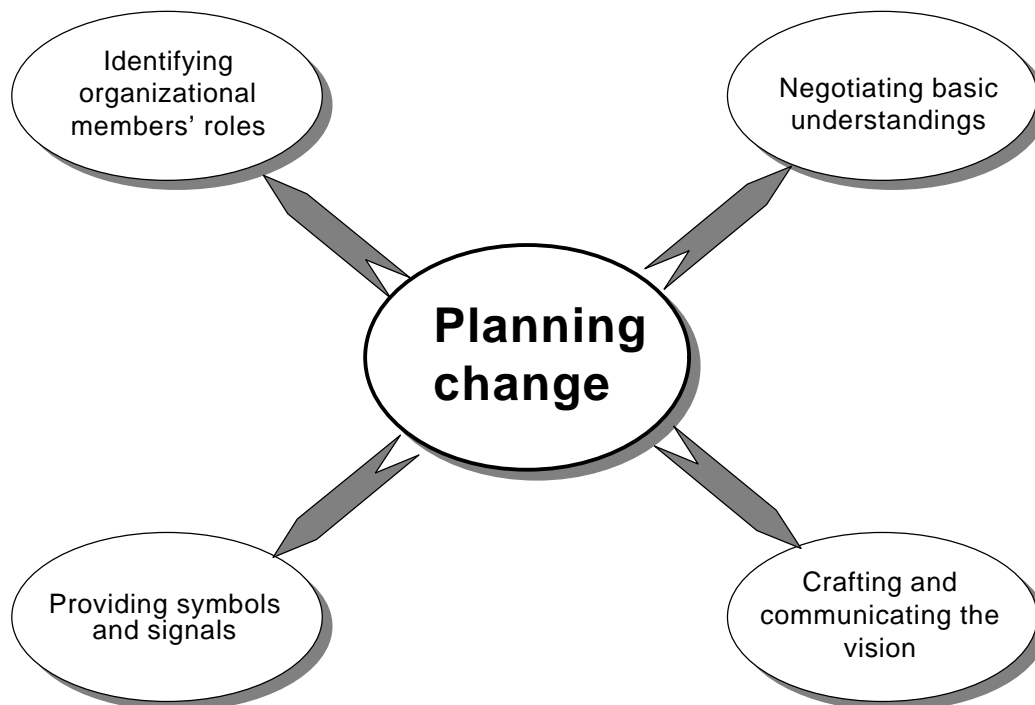 Identifying
organizational
members’ roles
Negotiating basic
understandings
Planning
change
Providing symbols
and signals
Crafting and
communicating the
vision